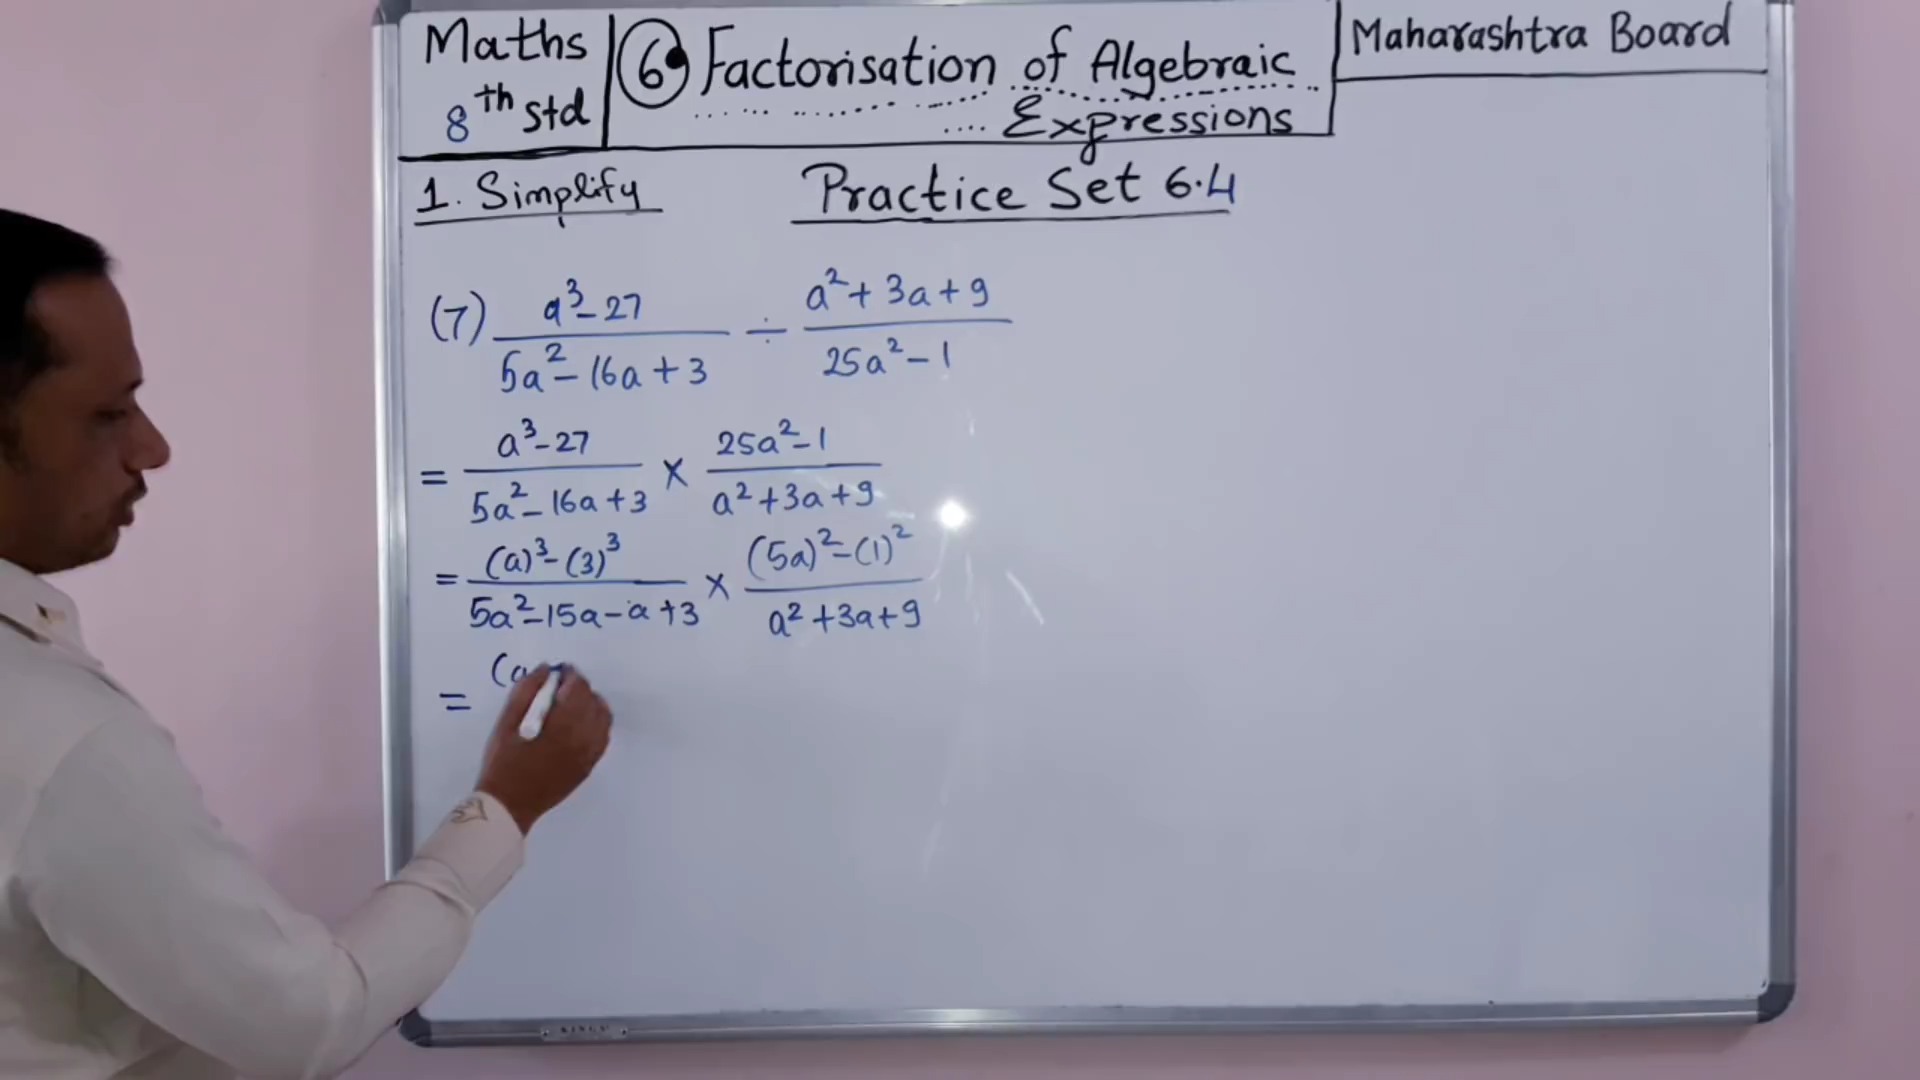 Maths
8th std
6 Factorisation of Algebraic
Expressions
Maharashtra Board
1. Simplify
Practice Set 6.4
(7) a³-27 / 5a²-16a+3 ÷ a²+3a+9 / 25a²-1
= a³-27 / 5a²-16a+3 × 25a²-1 / a²+3a+9
= (a)³-(3)³ / 5a²-15a-a+3 × (5a)²-(1)² / a²+3a+9
= (a